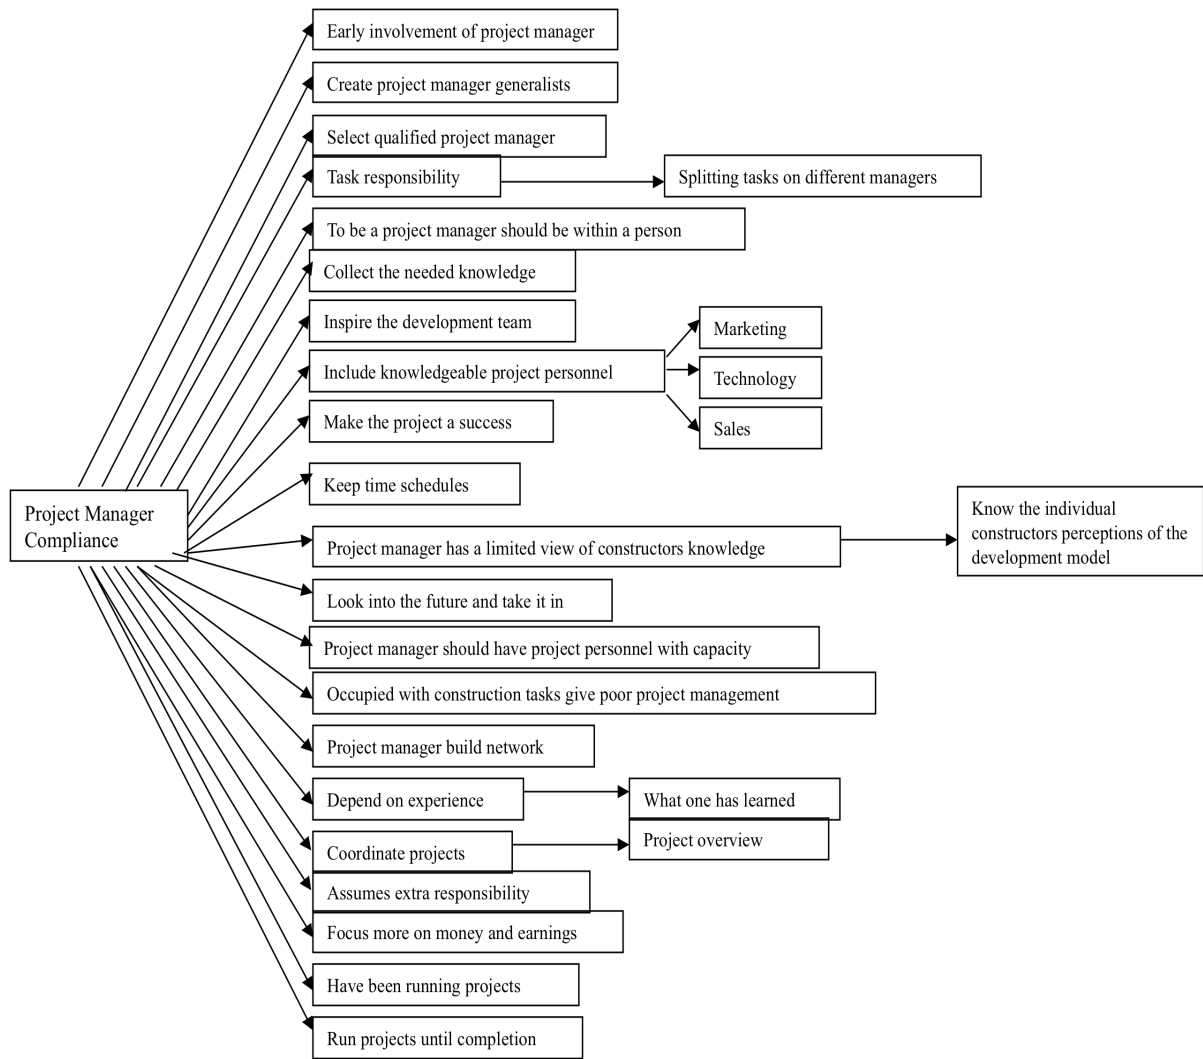 Early involvement of project manager
Create project manager generalists
Select qualified project manager
Task responsibility
Splitting tasks on different managers
To be a project manager should be within a person
Collect the needed knowledge
Inspire the development team
Include knowledgeable project personnel
Marketing
Technology
Sales
Make the project a success
Keep time schedules
Project Manager
Compliance
Project manager has a limited view of constructors knowledge
Know the individual
constructors perceptions of the
development model
Look into the future and take it in
Project manager should have project personnel with capacity
Occupied with construction tasks give poor project management
Project manager build network
Depend on experience
What one has learned
Coordinate projects
Project overview
Assumes extra responsibility
Focus more on money and earnings
Have been running projects
Run projects until completion